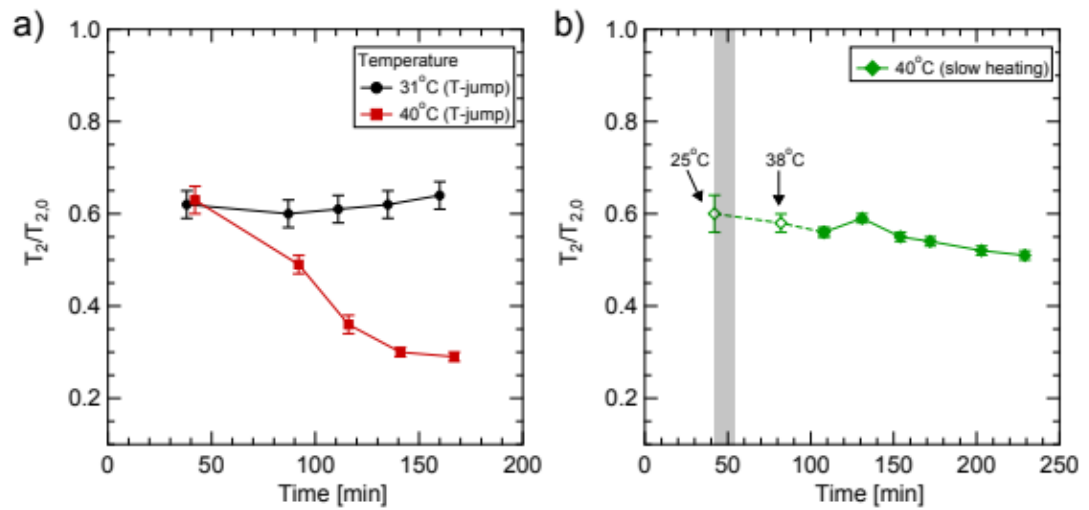 a)
Temperature
31°C (T-jump)
40°C (T-jump)
1.0
0.8
0.6
0.4
0.2
T₂/T₂,₀
0
50
100
150
200
Time [min]
b)
40°C (slow heating)
25°C
38°C
1.0
0.8
0.6
0.4
0.2
T₂/T₂,₀
0
50
100
150
200
250
Time [min]